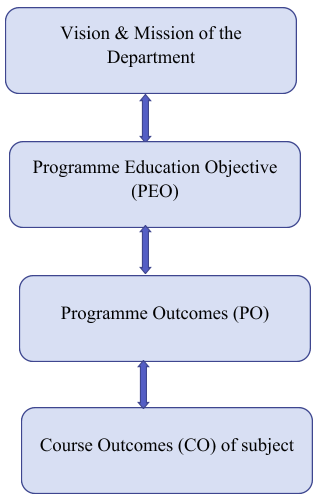 Vision & Mission of the
Department
Programme Education Objective
(PEO)
Programme Outcomes (PO)
Course Outcomes (CO) of subject